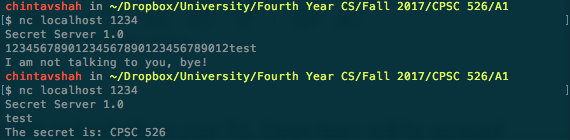 chintavshah in ~/Dropbox/University/Fourth Year CS/Fall 2017/CPSC 526/A1
[$ nc localhost 1234 ]
Secret Server 1.0
12345678901234567890123456789012test
I am not talking to you, bye!
chintavshah in ~/Dropbox/University/Fourth Year CS/Fall 2017/CPSC 526/A1
[$ nc localhost 1234 ]
Secret Server 1.0
test
The secret is: CPSC 526